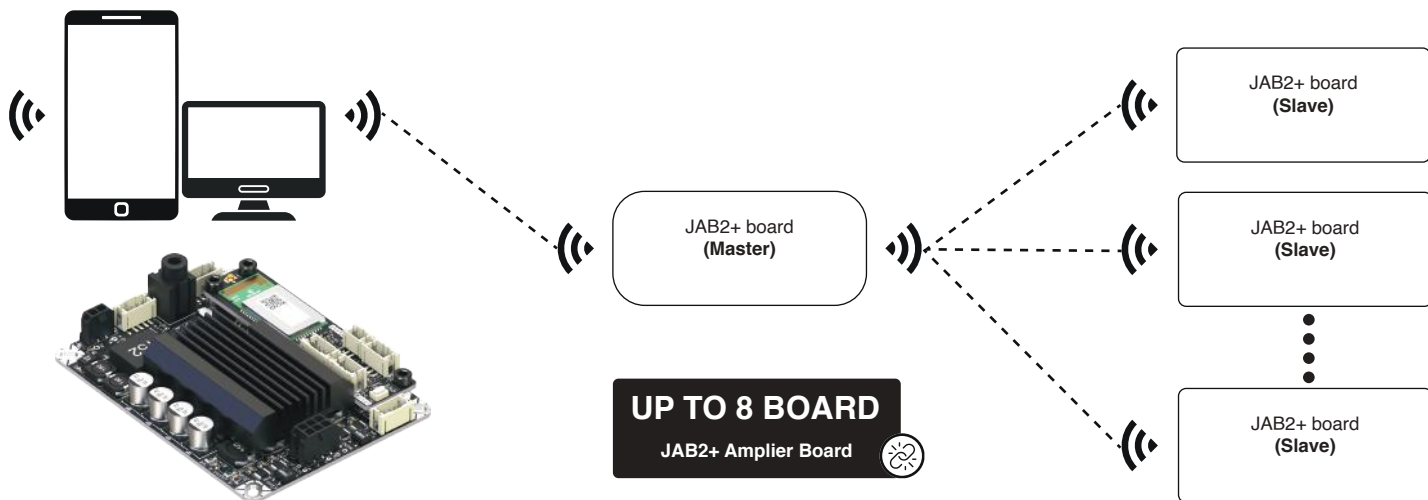 JAB2+ board
(Slave)
JAB2+ board
(Master)
JAB2+ board
(Slave)
UP TO 8 BOARD
JAB2+ Amplier Board
JAB2+ board
(Slave)